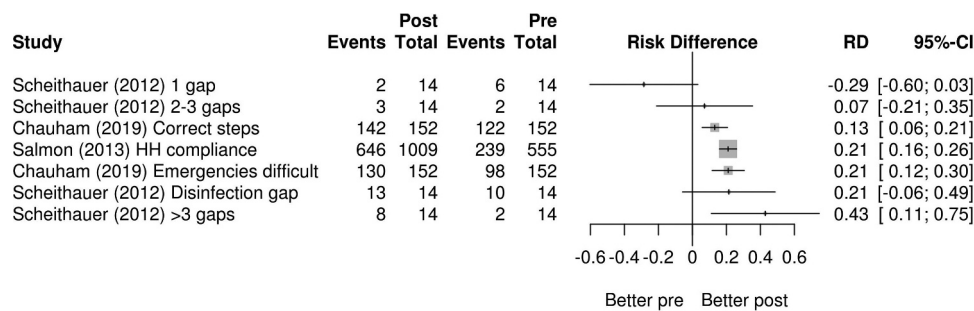 Post Pre
Study Events Total Events Total Risk Difference RD 95%-CI
Scheithauer (2012) 1 gap 2 14 6 14 -0.29 [-0.60; 0.03]
Scheithauer (2012) 2-3 gaps 3 14 2 14 0.07 [-0.21; 0.35]
Chauham (2019) Correct steps 142 152 122 152 0.13 [ 0.06; 0.21]
Salmon (2013) HH compliance 646 1009 239 555 0.21 [ 0.16; 0.26]
Chauham (2019) Emergencies difficult 130 152 98 152 0.21 [ 0.12; 0.30]
Scheithauer (2012) Disinfection gap 13 14 10 14 0.21 [-0.06; 0.49]
Scheithauer (2012) >3 gaps 8 14 2 14 0.43 [ 0.11; 0.75]
-0.6 -0.4 -0.2 0 0.2 0.4 0.6
Better pre Better post